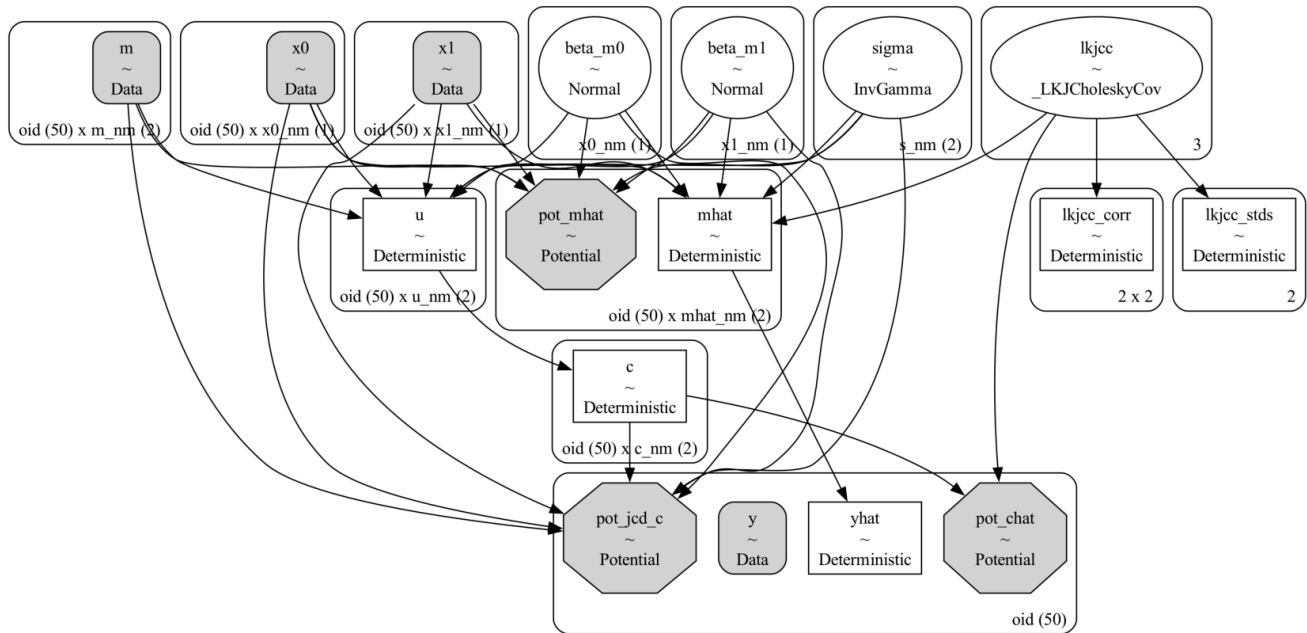 m
~
Data
oid (50) x m_nm (2)
x0
~
Data
oid (50) x x0_nm (1)
x1
~
Data
oid (50) x x1_nm (1)
beta_m0
~
Normal
x0_nm (1)
beta_m1
~
Normal
x1_nm (1)
sigma
~
InvGamma
s_nm (2)
lkjcc
~
_LKJCholeskyCov
3
u
~
Deterministic
oid (50) x u_nm (2)
pot_mhat
~
Potential
mhat
~
Deterministic
oid (50) x mhat_nm (2)
lkjcc_corr
~
Deterministic
2 x 2
lkjcc_stds
~
Deterministic
2
c
~
Deterministic
oid (50) x c_nm (2)
pot_jcd_c
~
Potential
y
~
Data
yhat
~
Deterministic
pot_chat
~
Potential
oid (50)